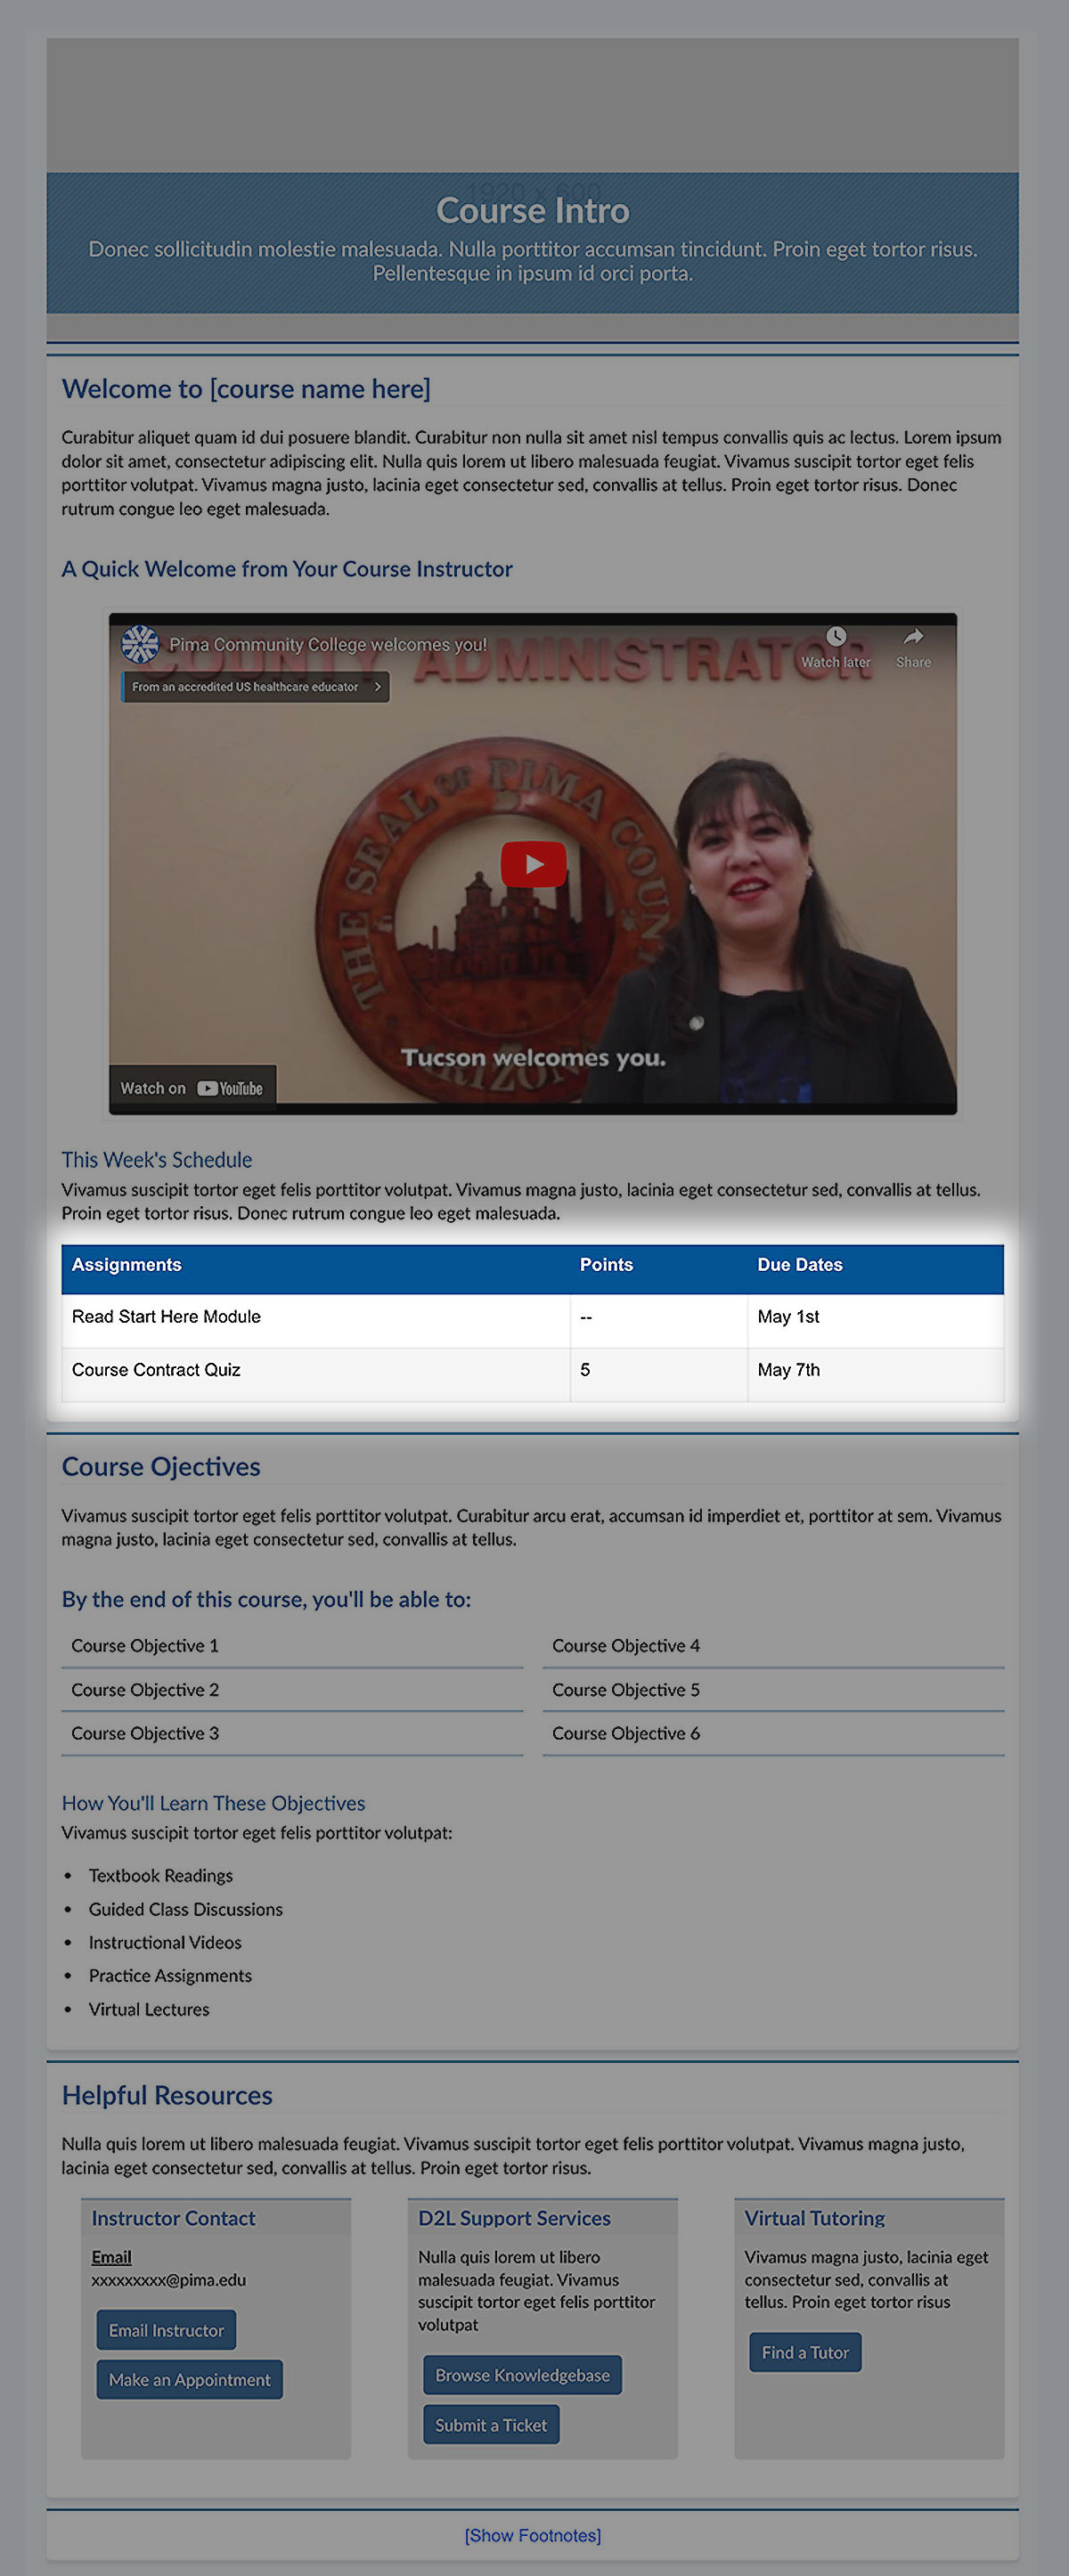 1920 x 600
Course Intro
Donec sollicitudin molestie malesuada. Nulla porttitor accumsan tincidunt. Proin eget tortor risus.
Pellentesque in ipsum id orci porta.
Welcome to [course name here]
Curabitur aliquet quam id dui posuere blandit. Curabitur non nulla sit amet nisl tempus convallis quis ac lectus. Lorem ipsum
dolor sit amet, consectetur adipiscing elit. Nulla quis lorem ut libero malesuada feugiat. Vivamus suscipit tortor eget felis
porttitor volutpat. Vivamus magna justo, lacinia eget consectetur sed, convallis at tellus. Proin eget tortor risus. Donec
rutrum congue leo eget malesuada.
A Quick Welcome from Your Course Instructor
Pima Community College welcomes you!
Watch later
Share
COUNTY ADMINISTRATOR
From an accredited US healthcare educator
THE SEAL OF PIMA COUN
Tucson welcomes you.
RIZON
Watch on YouTube
This Week's Schedule
Vivamus suscipit tortor eget felis porttitor volutpat. Vivamus magna justo, lacinia eget consectetur sed, convallis at tellus.
Proin eget tortor risus. Donec rutrum congue leo eget malesuada.
Assignments Points Due Dates
Read Start Here Module -- May 1st
Course Contract Quiz 5 May 7th
Course Ojectives
Vivamus suscipit tortor eget felis porttitor volutpat. Curabitur arcu erat, accumsan id imperdiet et, porttitor at sem. Vivamus
magna justo, lacinia eget consectetur sed, convallis at tellus.
By the end of this course, you'll be able to:
Course Objective 1
Course Objective 2
Course Objective 3
Course Objective 4
Course Objective 5
Course Objective 6
How You'll Learn These Objectives
Vivamus suscipit tortor eget felis porttitor volutpat:
• Textbook Readings
• Guided Class Discussions
• Instructional Videos
• Practice Assignments
• Virtual Lectures
Helpful Resources
Nulla quis lorem ut libero malesuada feugiat. Vivamus suscipit tortor eget felis porttitor volutpat. Vivamus magna justo,
lacinia eget consectetur sed, convallis at tellus. Proin eget tortor risus.
Instructor Contact
Email
xxxxxxxxx@pima.edu
Email Instructor
Make an Appointment
D2L Support Services
Nulla quis lorem ut libero
malesuada feugiat. Vivamus
suscipit tortor eget felis porttitor
volutpat
Browse Knowledgebase
Submit a Ticket
Virtual Tutoring
Vivamus magna justo, lacinia eget
consectetur sed, convallis at
tellus. Proin eget tortor risus
Find a Tutor
[Show Footnotes]